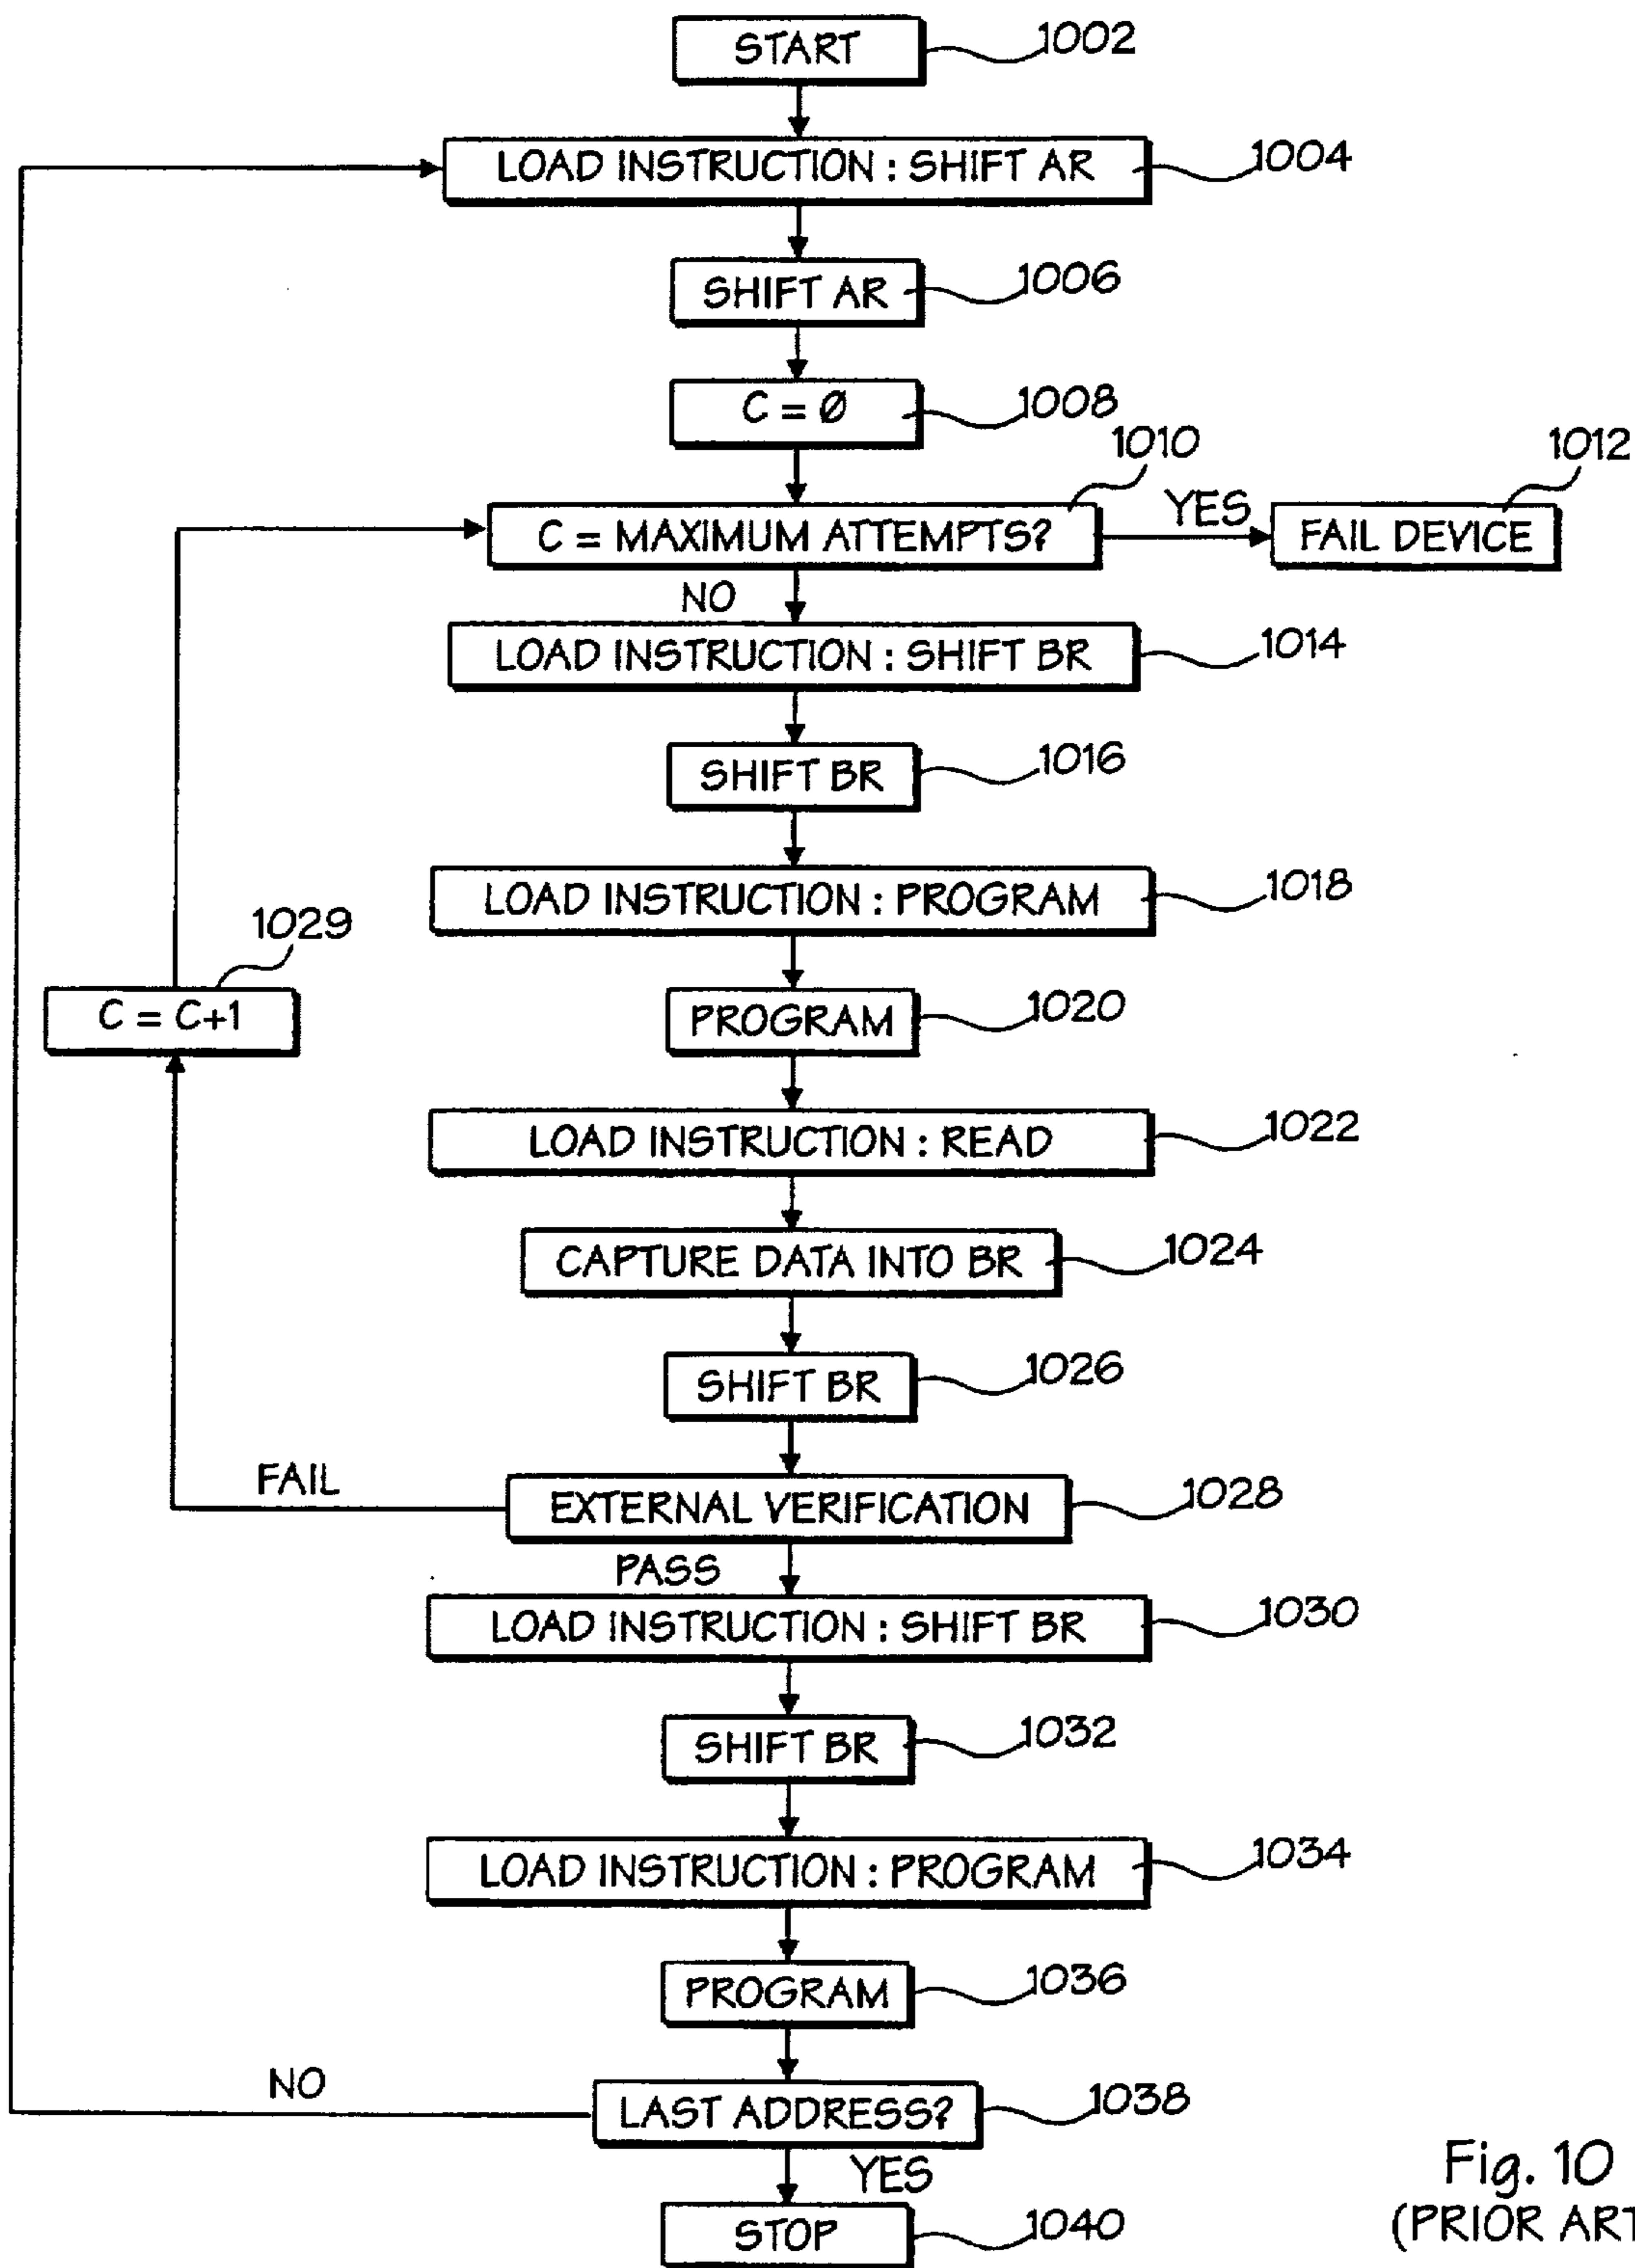 START
1002
LOAD INSTRUCTION : SHIFT AR
1004
SHIFT AR
1006
C = Ø
1008
1010
1012
C = MAXIMUM ATTEMPTS?
YES
FAIL DEVICE
NO
LOAD INSTRUCTION : SHIFT BR
1014
SHIFT BR
1016
LOAD INSTRUCTION : PROGRAM
1018
1029
C = C+1
PROGRAM
1020
LOAD INSTRUCTION : READ
1022
CAPTURE DATA INTO BR
1024
SHIFT BR
1026
FAIL
EXTERNAL VERIFICATION
1028
PASS
LOAD INSTRUCTION : SHIFT BR
1030
SHIFT BR
1032
LOAD INSTRUCTION : PROGRAM
1034
PROGRAM
1036
NO
LAST ADDRESS?
1038
YES
STOP
1040
Fig. 10
(PRIOR ART